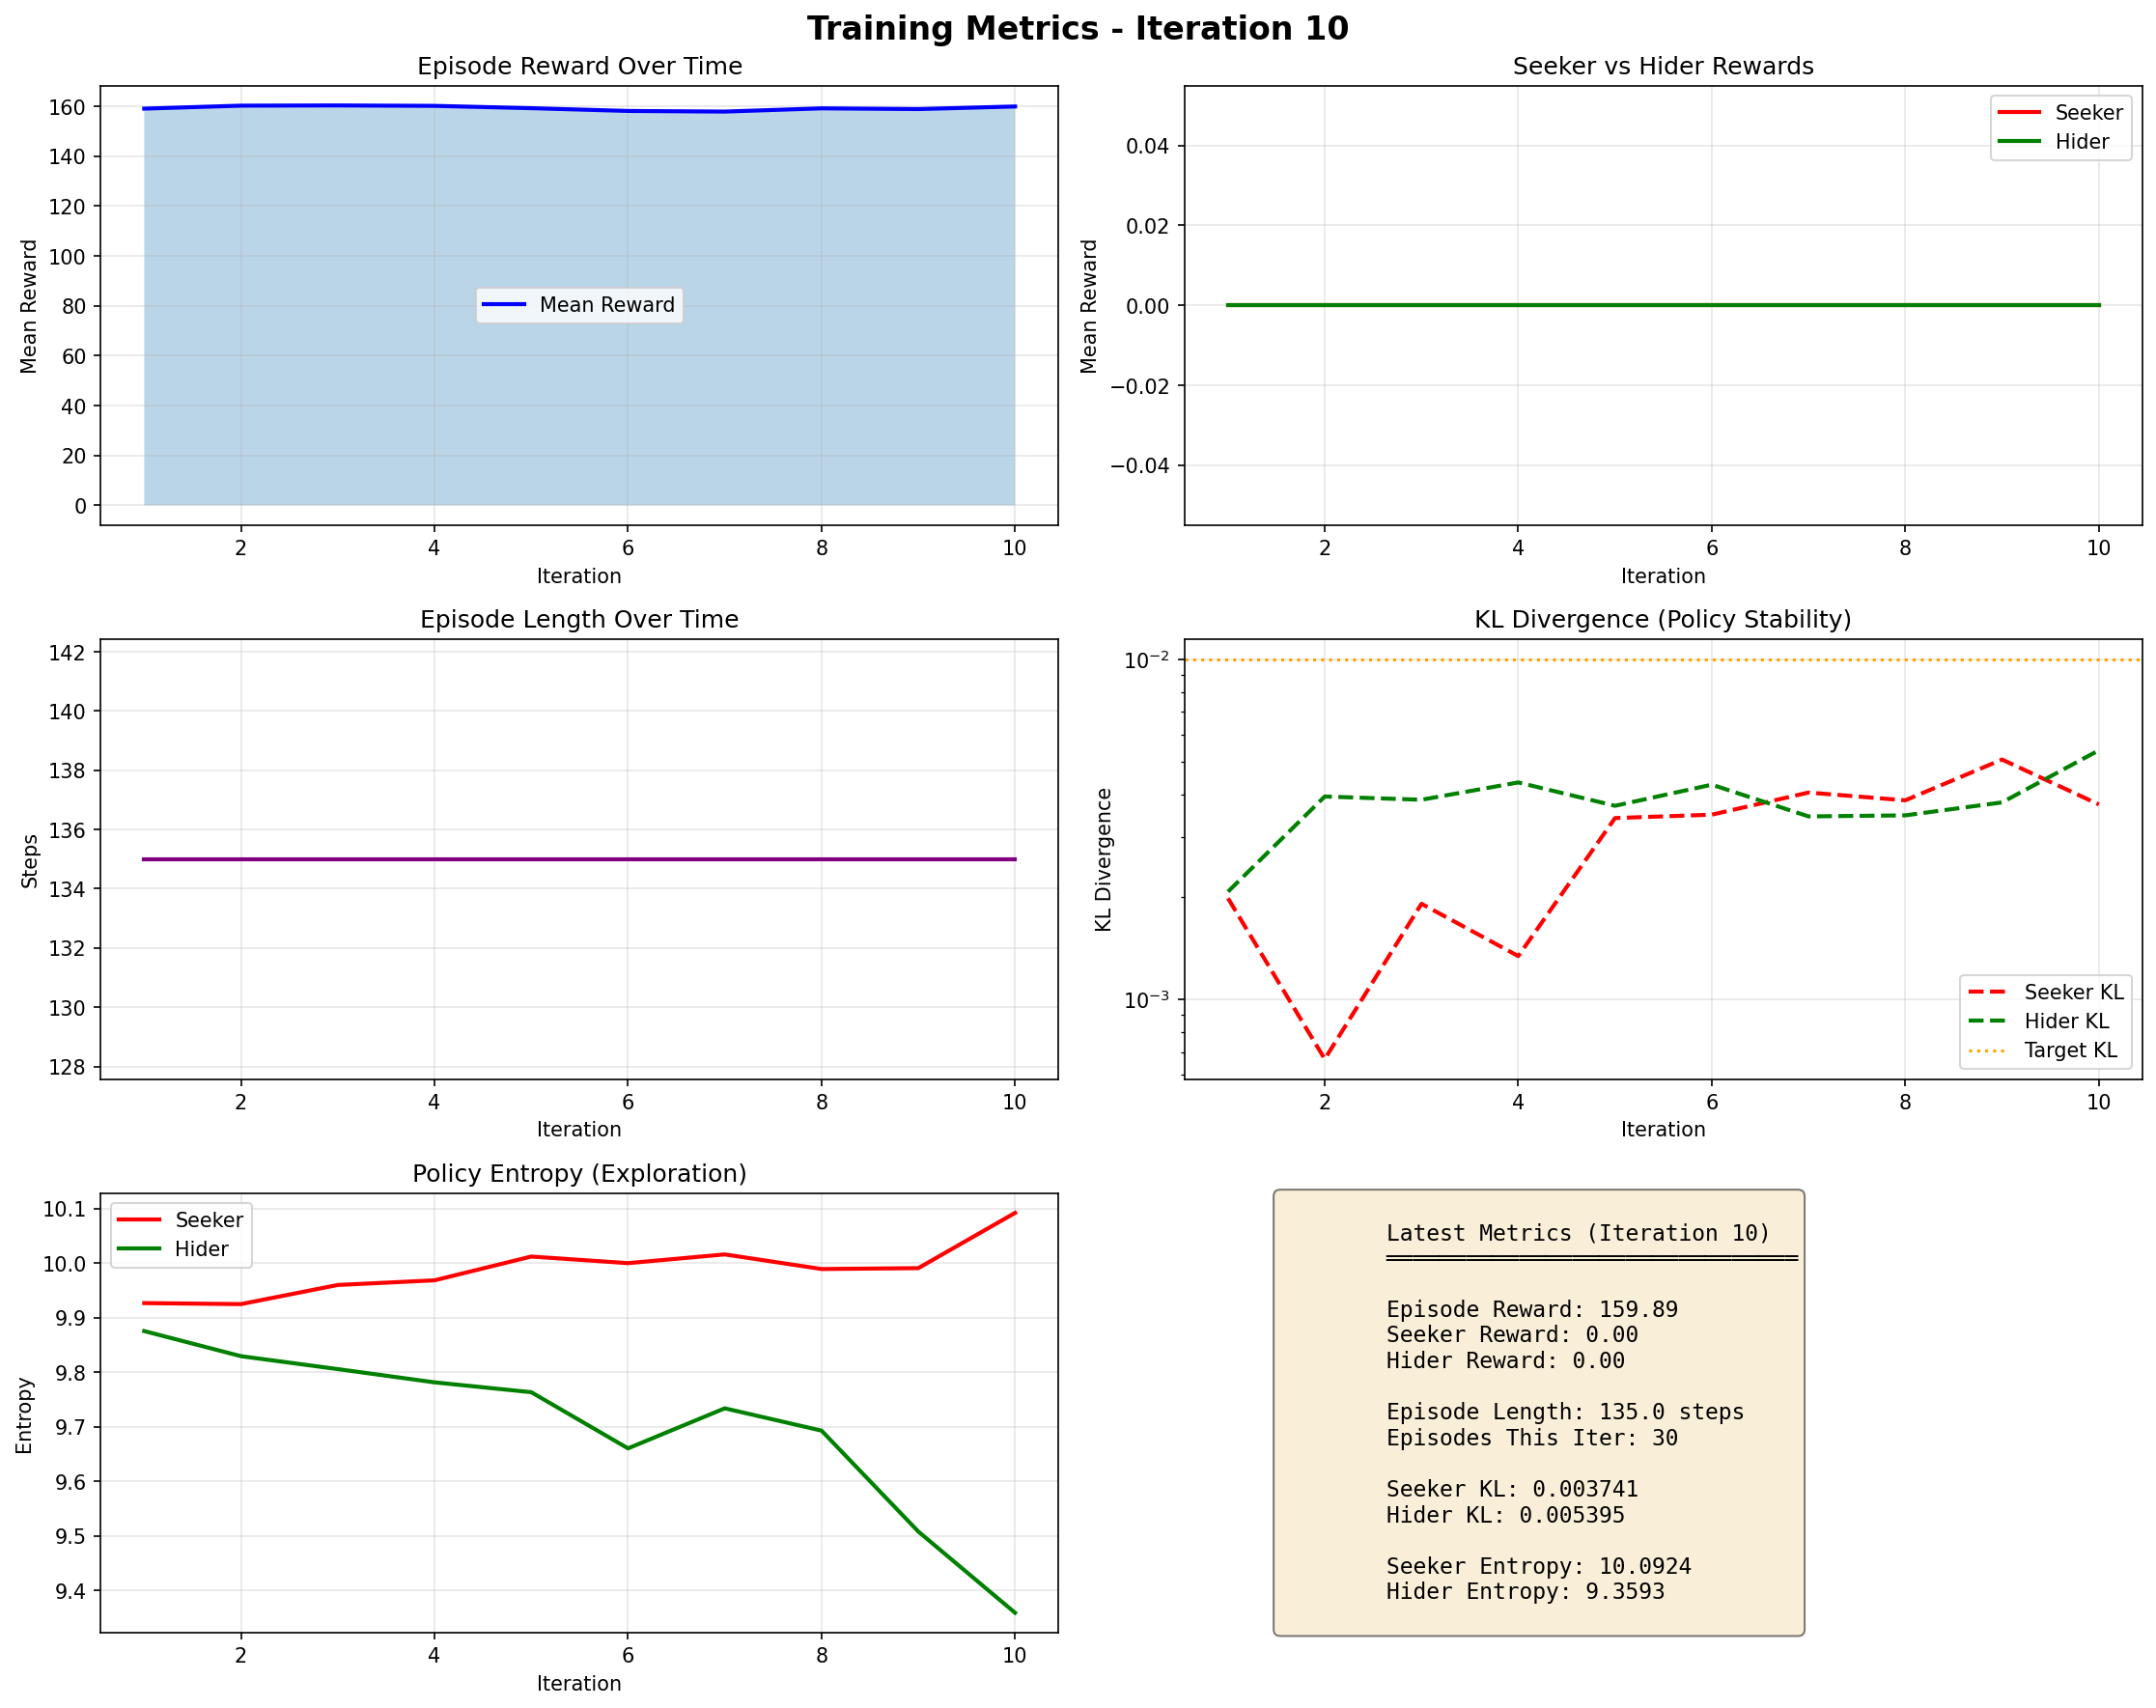 Training Metrics - Iteration 10
Episode Reward Over Time
Mean Reward
160
140
120
100
80
60
40
20
0
Mean Reward
2 4 6 8 10
Iteration
Seeker vs Hider Rewards
Mean Reward
0.04
0.02
0.00
−0.02
−0.04
Seeker
Hider
2 4 6 8 10
Iteration
Episode Length Over Time
Steps
142
140
138
136
134
132
130
128
2 4 6 8 10
Iteration
KL Divergence (Policy Stability)
KL Divergence
10⁻²
10⁻³
Seeker KL
Hider KL
Target KL
2 4 6 8 10
Iteration
Policy Entropy (Exploration)
Entropy
10.1
10.0
9.9
9.8
9.7
9.6
9.5
9.4
Seeker
Hider
2 4 6 8 10
Iteration
Latest Metrics (Iteration 10)
═══════════════════════════════
Episode Reward: 159.89
Seeker Reward: 0.00
Hider Reward: 0.00
Episode Length: 135.0 steps
Episodes This Iter: 30
Seeker KL: 0.003741
Hider KL: 0.005395
Seeker Entropy: 10.0924
Hider Entropy: 9.3593